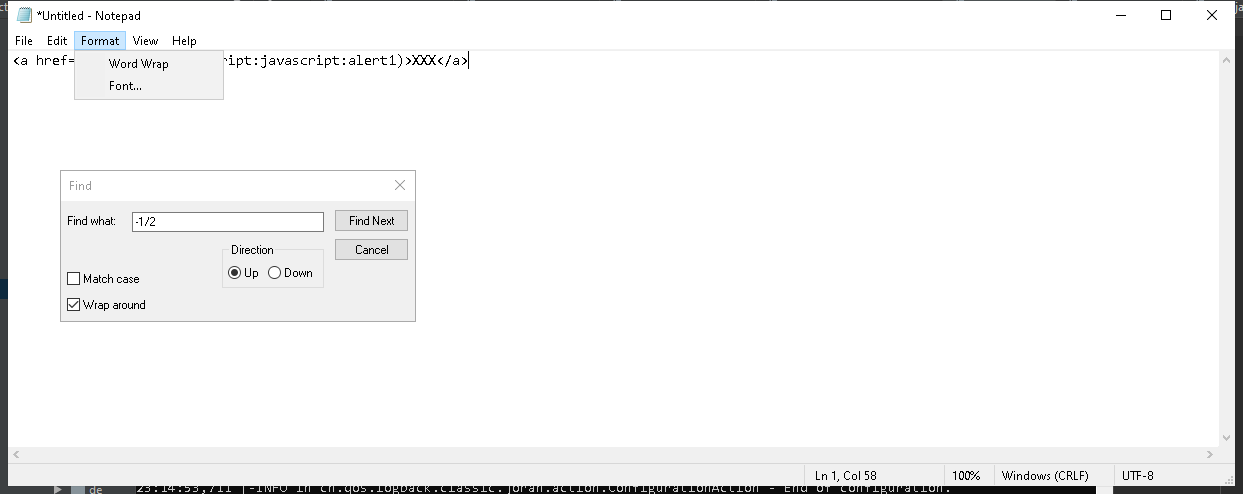 *Untitled - Notepad
File Edit Format View Help
<a href= ript:javascript:alert1)>XXX</a>
Word Wrap
Font...
Find
Find what: -1/2 Find Next
Direction Cancel
Up Down
Match case
Wrap around
Ln 1, Col 58 100% Windows (CRLF) UTF-8
de 23:14:53,711 |-INFO in ch.qos.logback.classic.joran.action.ConfigurationAction - End of configuration.